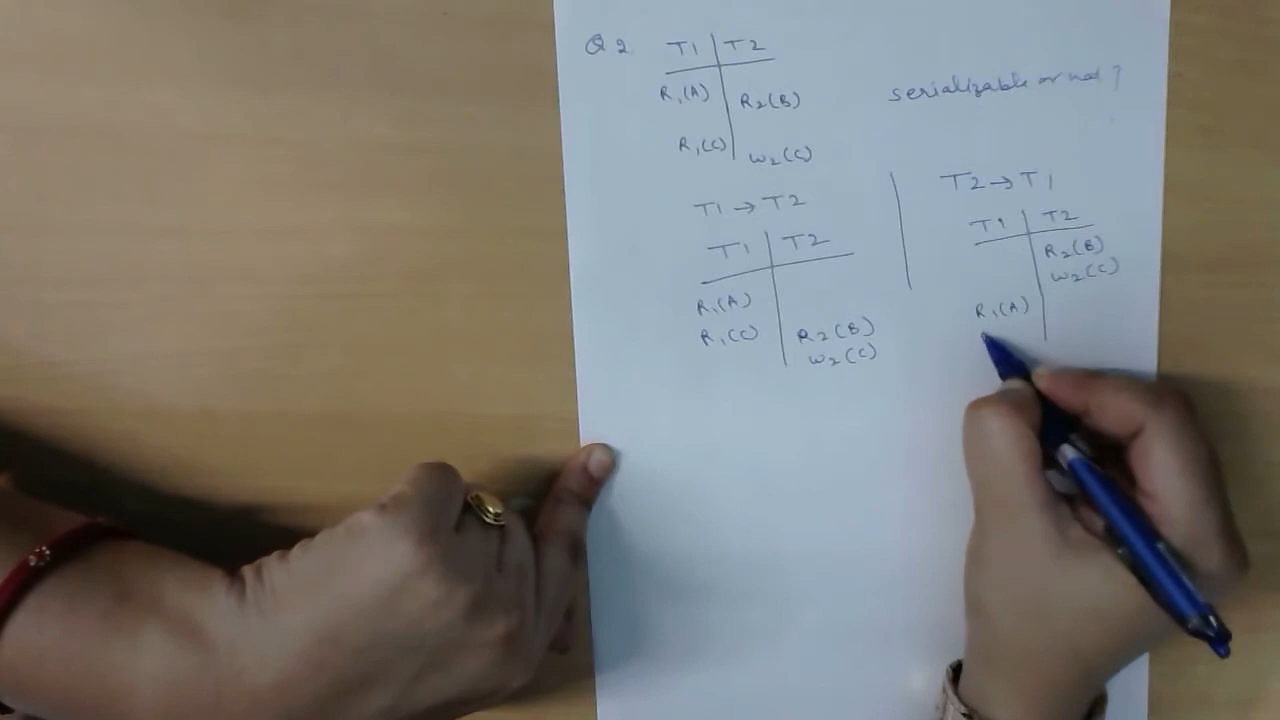 Q 2 T1 T2
serializable or not ?
R1(A) R2(B)
R1(C) W2(C)
T1 → T2
T1 T2
R1(A)
R1(C) R2(B)
W2(C)
T2 → T1
T1 T2
R2(B)
W2(C)
R1(A)